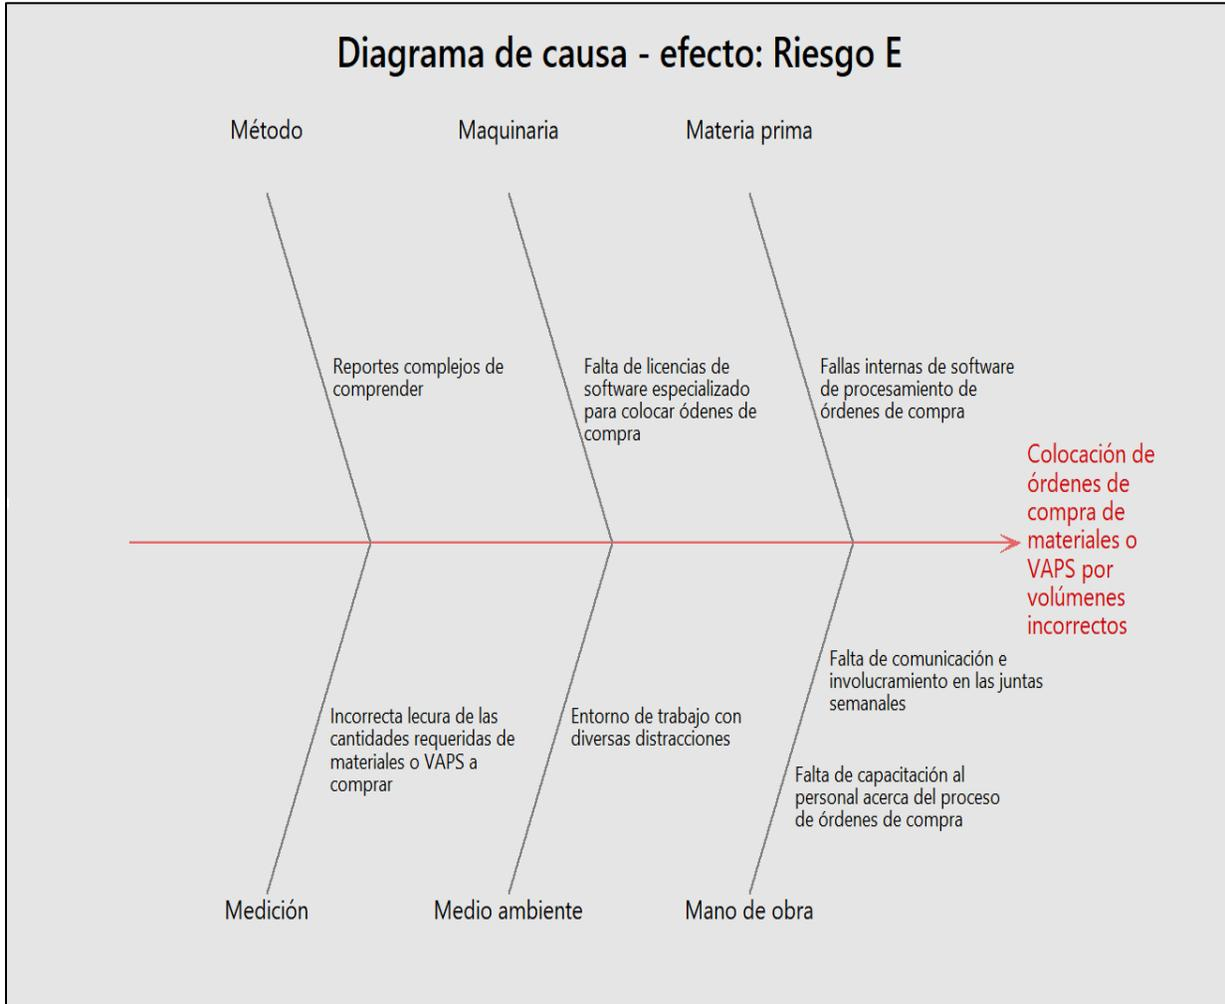 Diagrama de causa - efecto: Riesgo E
Método
Maquinaria
Materia prima
Reportes complejos de
comprender
Falta de licencias de
software especializado
para colocar ódenes de
compra
Fallas internas de software
de procesamiento de
órdenes de compra
Colocación de
órdenes de
compra de
materiales o
VAPS por
volúmenes
incorrectos
Incorrecta lecura de las
cantidades requeridas de
materiales o VAPS a
comprar
Entorno de trabajo con
diversas distracciones
Falta de comunicación e
involucramiento en las juntas
semanales
Falta de capacitación al
personal acerca del proceso
de órdenes de compra
Medición
Medio ambiente
Mano de obra